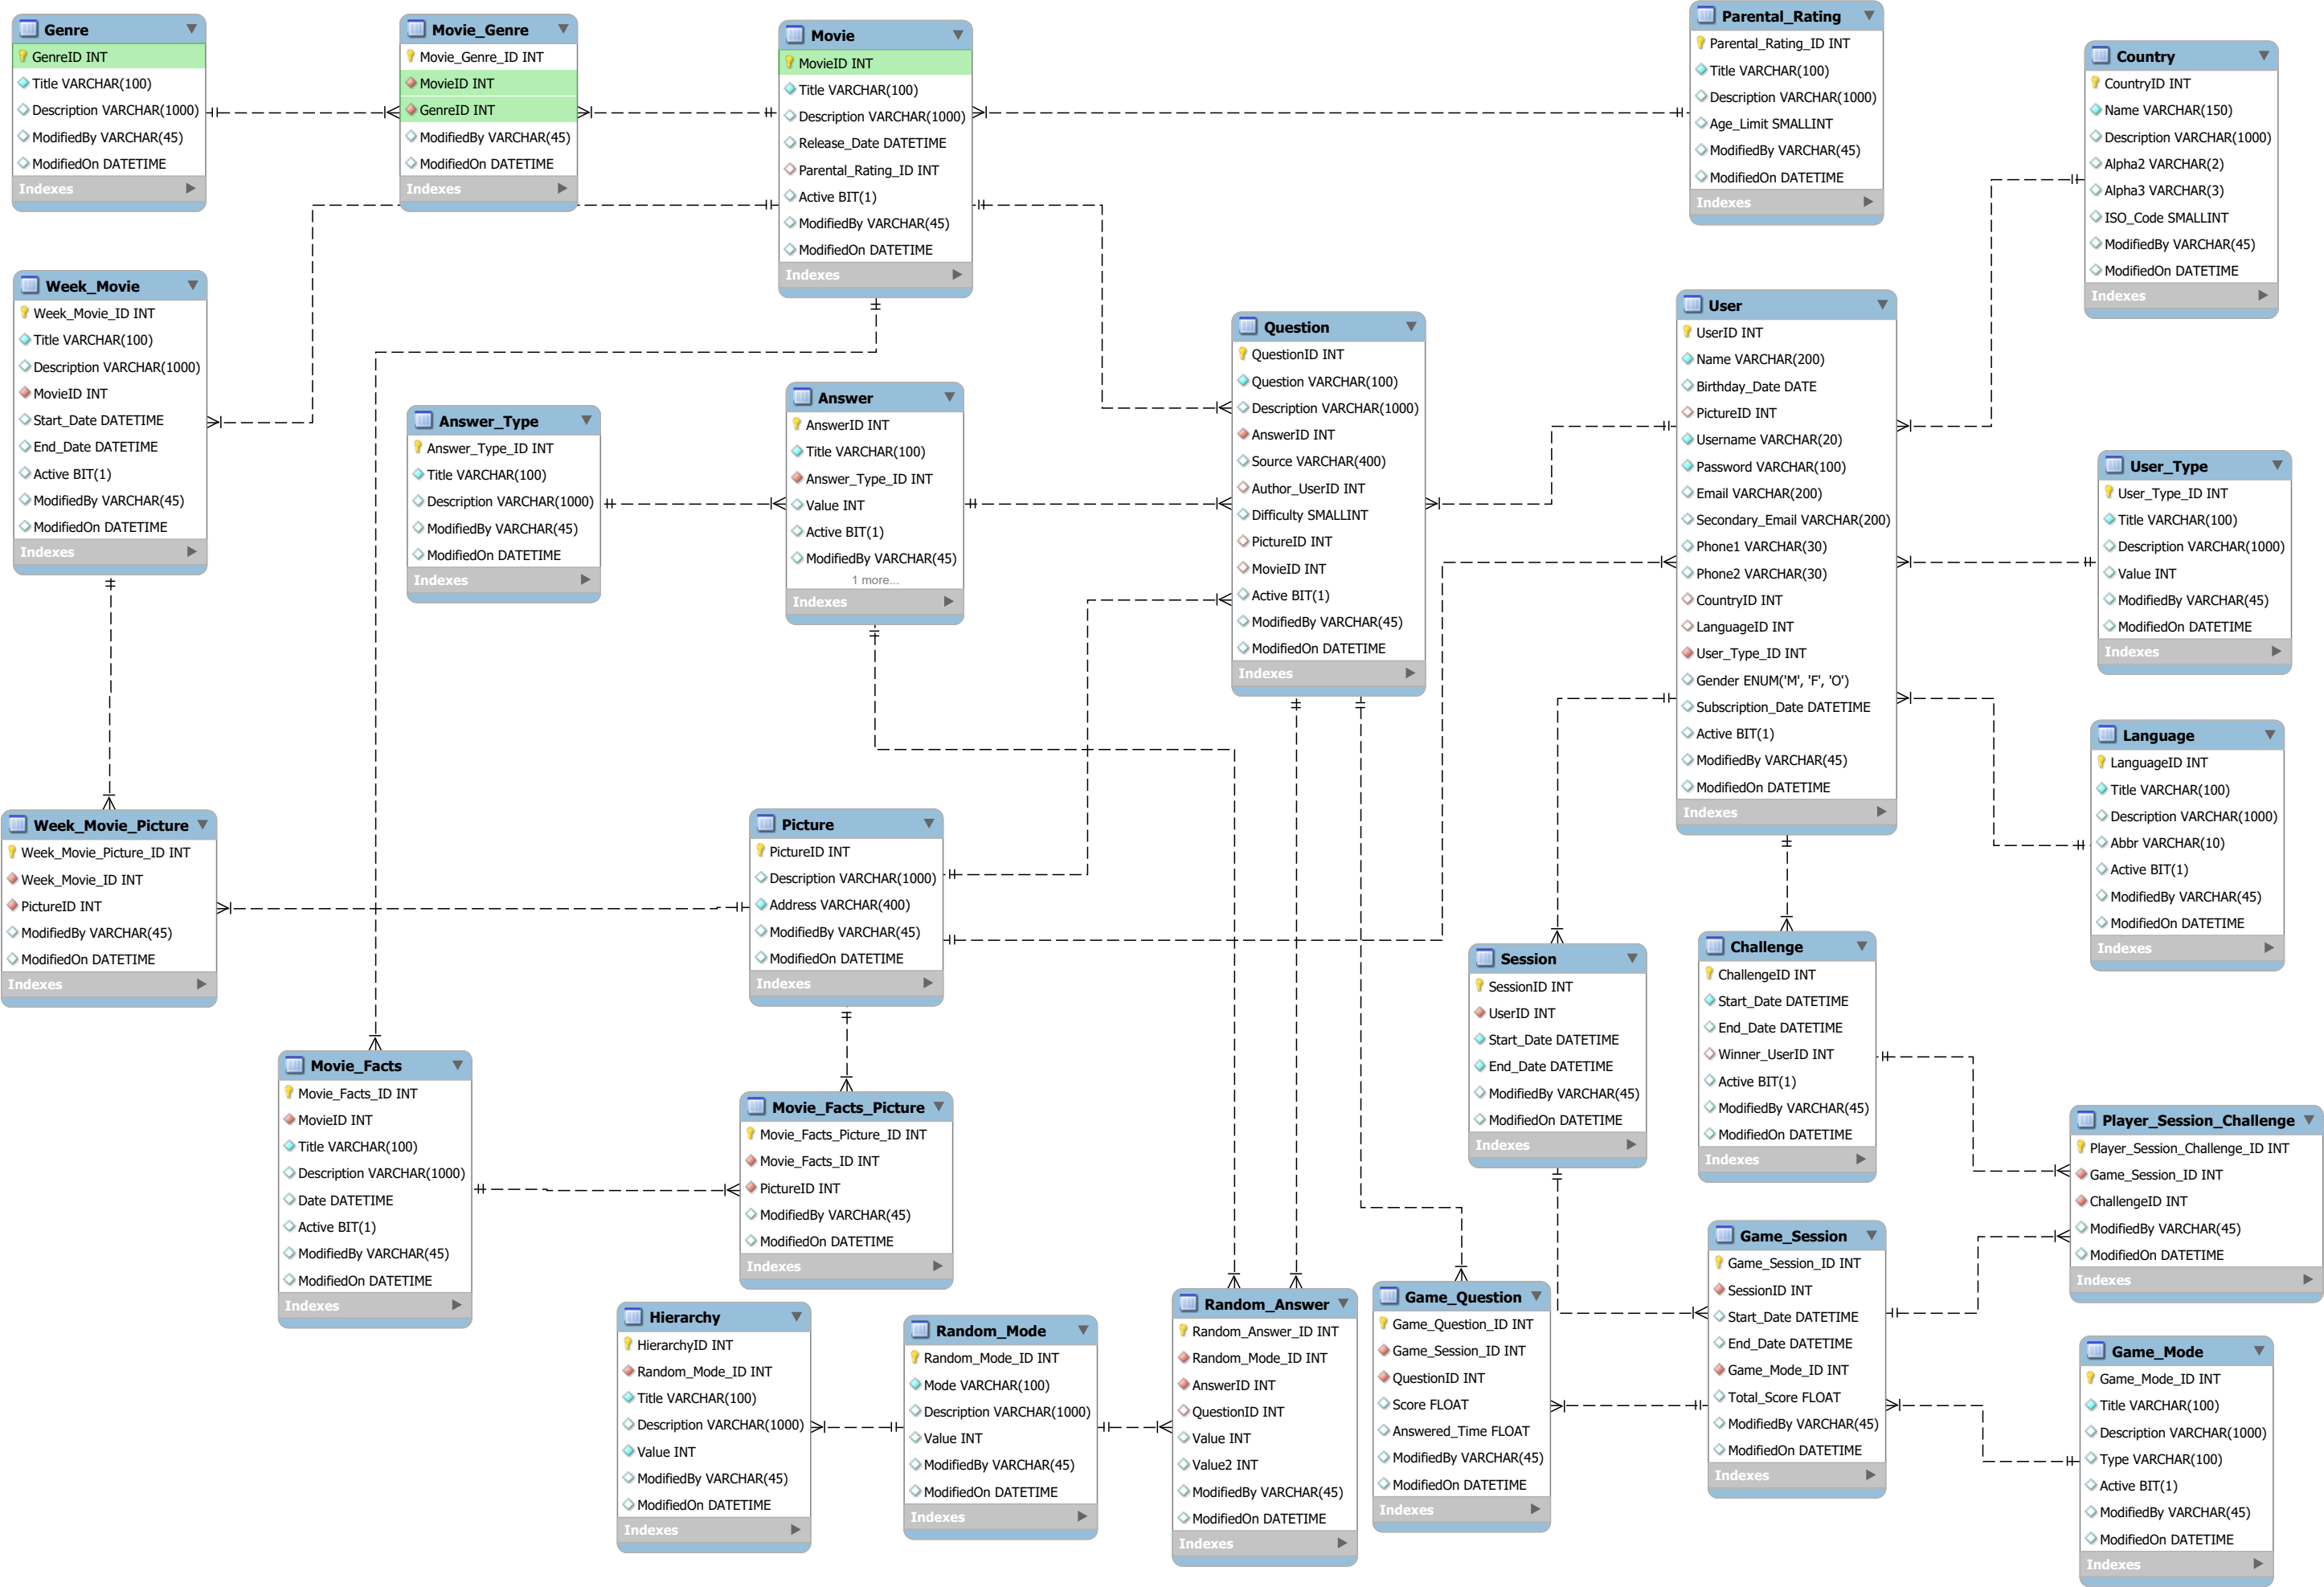 Genre
GenreID INT
Title VARCHAR(100)
Description VARCHAR(1000)
ModifiedBy VARCHAR(45)
ModifiedOn DATETIME
Indexes
Movie_Genre
Movie_Genre_ID INT
MovieID INT
GenreID INT
ModifiedBy VARCHAR(45)
ModifiedOn DATETIME
Indexes
Movie
MovieID INT
Title VARCHAR(100)
Description VARCHAR(1000)
Release_Date DATETIME
Parental_Rating_ID INT
Active BIT(1)
ModifiedBy VARCHAR(45)
ModifiedOn DATETIME
Indexes
Parental_Rating
Parental_Rating_ID INT
Title VARCHAR(100)
Description VARCHAR(1000)
Age_Limit SMALLINT
ModifiedBy VARCHAR(45)
ModifiedOn DATETIME
Indexes
Country
CountryID INT
Name VARCHAR(150)
Description VARCHAR(1000)
Alpha2 VARCHAR(2)
Alpha3 VARCHAR(3)
ISO_Code SMALLINT
ModifiedBy VARCHAR(45)
ModifiedOn DATETIME
Indexes
Week_Movie
Week_Movie_ID INT
Title VARCHAR(100)
Description VARCHAR(1000)
MovieID INT
Start_Date DATETIME
End_Date DATETIME
Active BIT(1)
ModifiedBy VARCHAR(45)
ModifiedOn DATETIME
Indexes
Answer_Type
Answer_Type_ID INT
Title VARCHAR(100)
Description VARCHAR(1000)
ModifiedBy VARCHAR(45)
ModifiedOn DATETIME
Indexes
Answer
AnswerID INT
Title VARCHAR(100)
Answer_Type_ID INT
Value INT
Active BIT(1)
ModifiedBy VARCHAR(45)
1 more...
Indexes
Question
QuestionID INT
Question VARCHAR(100)
Description VARCHAR(1000)
AnswerID INT
Source VARCHAR(400)
Author_UserID INT
Difficulty SMALLINT
PictureID INT
MovieID INT
Active BIT(1)
ModifiedBy VARCHAR(45)
ModifiedOn DATETIME
Indexes
User
UserID INT
Name VARCHAR(200)
Birthday_Date DATE
PictureID INT
Username VARCHAR(20)
Password VARCHAR(100)
Email VARCHAR(200)
Secondary_Email VARCHAR(200)
Phone1 VARCHAR(30)
Phone2 VARCHAR(30)
CountryID INT
LanguageID INT
User_Type_ID INT
Gender ENUM('M', 'F', 'O')
Subscription_Date DATETIME
Active BIT(1)
ModifiedBy VARCHAR(45)
ModifiedOn DATETIME
Indexes
User_Type
User_Type_ID INT
Title VARCHAR(100)
Description VARCHAR(1000)
Value INT
ModifiedBy VARCHAR(45)
ModifiedOn DATETIME
Indexes
Language
LanguageID INT
Title VARCHAR(100)
Description VARCHAR(1000)
Abbr VARCHAR(10)
Active BIT(1)
ModifiedBy VARCHAR(45)
ModifiedOn DATETIME
Indexes
Week_Movie_Picture
Week_Movie_Picture_ID INT
Week_Movie_ID INT
PictureID INT
ModifiedBy VARCHAR(45)
ModifiedOn DATETIME
Indexes
Picture
PictureID INT
Description VARCHAR(1000)
Address VARCHAR(400)
ModifiedBy VARCHAR(45)
ModifiedOn DATETIME
Indexes
Session
SessionID INT
UserID INT
Start_Date DATETIME
End_Date DATETIME
ModifiedBy VARCHAR(45)
ModifiedOn DATETIME
Indexes
Challenge
ChallengeID INT
Start_Date DATETIME
End_Date DATETIME
Winner_UserID INT
Active BIT(1)
ModifiedBy VARCHAR(45)
ModifiedOn DATETIME
Indexes
Movie_Facts
Movie_Facts_ID INT
MovieID INT
Title VARCHAR(100)
Description VARCHAR(1000)
Date DATETIME
Active BIT(1)
ModifiedBy VARCHAR(45)
ModifiedOn DATETIME
Indexes
Movie_Facts_Picture
Movie_Facts_Picture_ID INT
Movie_Facts_ID INT
PictureID INT
ModifiedBy VARCHAR(45)
ModifiedOn DATETIME
Indexes
Player_Session_Challenge
Player_Session_Challenge_ID INT
Game_Session_ID INT
ChallengeID INT
ModifiedBy VARCHAR(45)
ModifiedOn DATETIME
Indexes
Hierarchy
HierarchyID INT
Random_Mode_ID INT
Title VARCHAR(100)
Description VARCHAR(1000)
Value INT
ModifiedBy VARCHAR(45)
ModifiedOn DATETIME
Indexes
Random_Mode
Random_Mode_ID INT
Mode VARCHAR(100)
Description VARCHAR(1000)
Value INT
ModifiedBy VARCHAR(45)
ModifiedOn DATETIME
Indexes
Random_Answer
Random_Answer_ID INT
Random_Mode_ID INT
AnswerID INT
QuestionID INT
Value INT
Value2 INT
ModifiedBy VARCHAR(45)
ModifiedOn DATETIME
Indexes
Game_Question
Game_Question_ID INT
Game_Session_ID INT
QuestionID INT
Score FLOAT
Answered_Time FLOAT
ModifiedBy VARCHAR(45)
ModifiedOn DATETIME
Indexes
Game_Session
Game_Session_ID INT
SessionID INT
Start_Date DATETIME
End_Date DATETIME
Game_Mode_ID INT
Total_Score FLOAT
ModifiedBy VARCHAR(45)
ModifiedOn DATETIME
Indexes
Game_Mode
Game_Mode_ID INT
Title VARCHAR(100)
Description VARCHAR(1000)
Type VARCHAR(100)
Active BIT(1)
ModifiedBy VARCHAR(45)
ModifiedOn DATETIME
Indexes